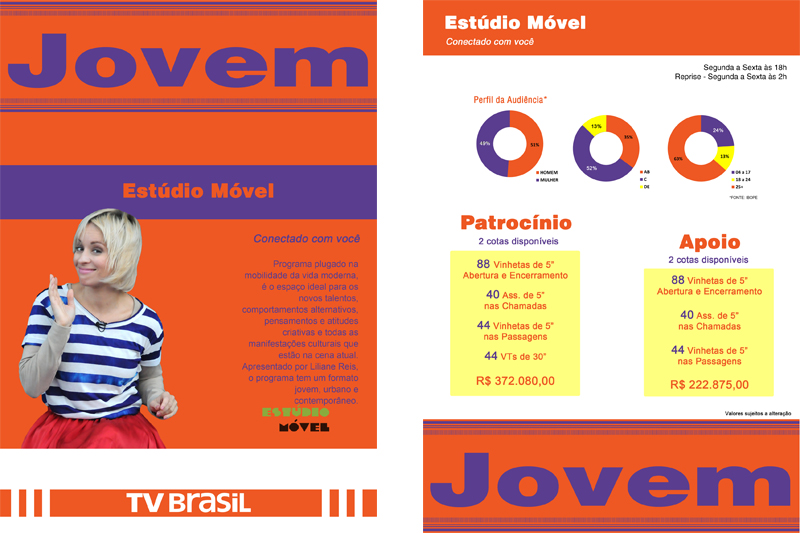 Jovem
Estúdio Móvel
Conectado com você
Programa plugado na
mobilidade da vida moderna,
é o espaço ideal para os
novos talentos,
comportamentos alternativos,
pensamentos e atitudes
criativas e todas as
manifestações culturais que
estão na cena atual.
Apresentado por Liliane Reis,
o programa tem um formato
jovem, urbano e
contemporâneo.
ESTÚDIO
MÓVEL
TV BRASIL
Estúdio Móvel
Conectado com você
Segunda a Sexta às 18h
Reprise - Segunda a Sexta às 2h
Perfil da Audiência*
49%
51%
HOMEM
MULHER
13%
35%
52%
AB
C
DE
24%
13%
63%
04 a 17
18 a 24
25+
*FONTE: IBOPE
Patrocínio
2 cotas disponíveis
88 Vinhetas de 5"
Abertura e Encerramento
40 Ass. de 5"
nas Chamadas
44 Vinhetas de 5"
nas Passagens
44 VTs de 30"
R$ 372.080,00
Apoio
2 cotas disponíveis
88 Vinhetas de 5"
Abertura e Encerramento
40 Ass. de 5"
nas Chamadas
44 Vinhetas de 5"
nas Passagens
R$ 222.875,00
Valores sujeitos a alteração
Jovem